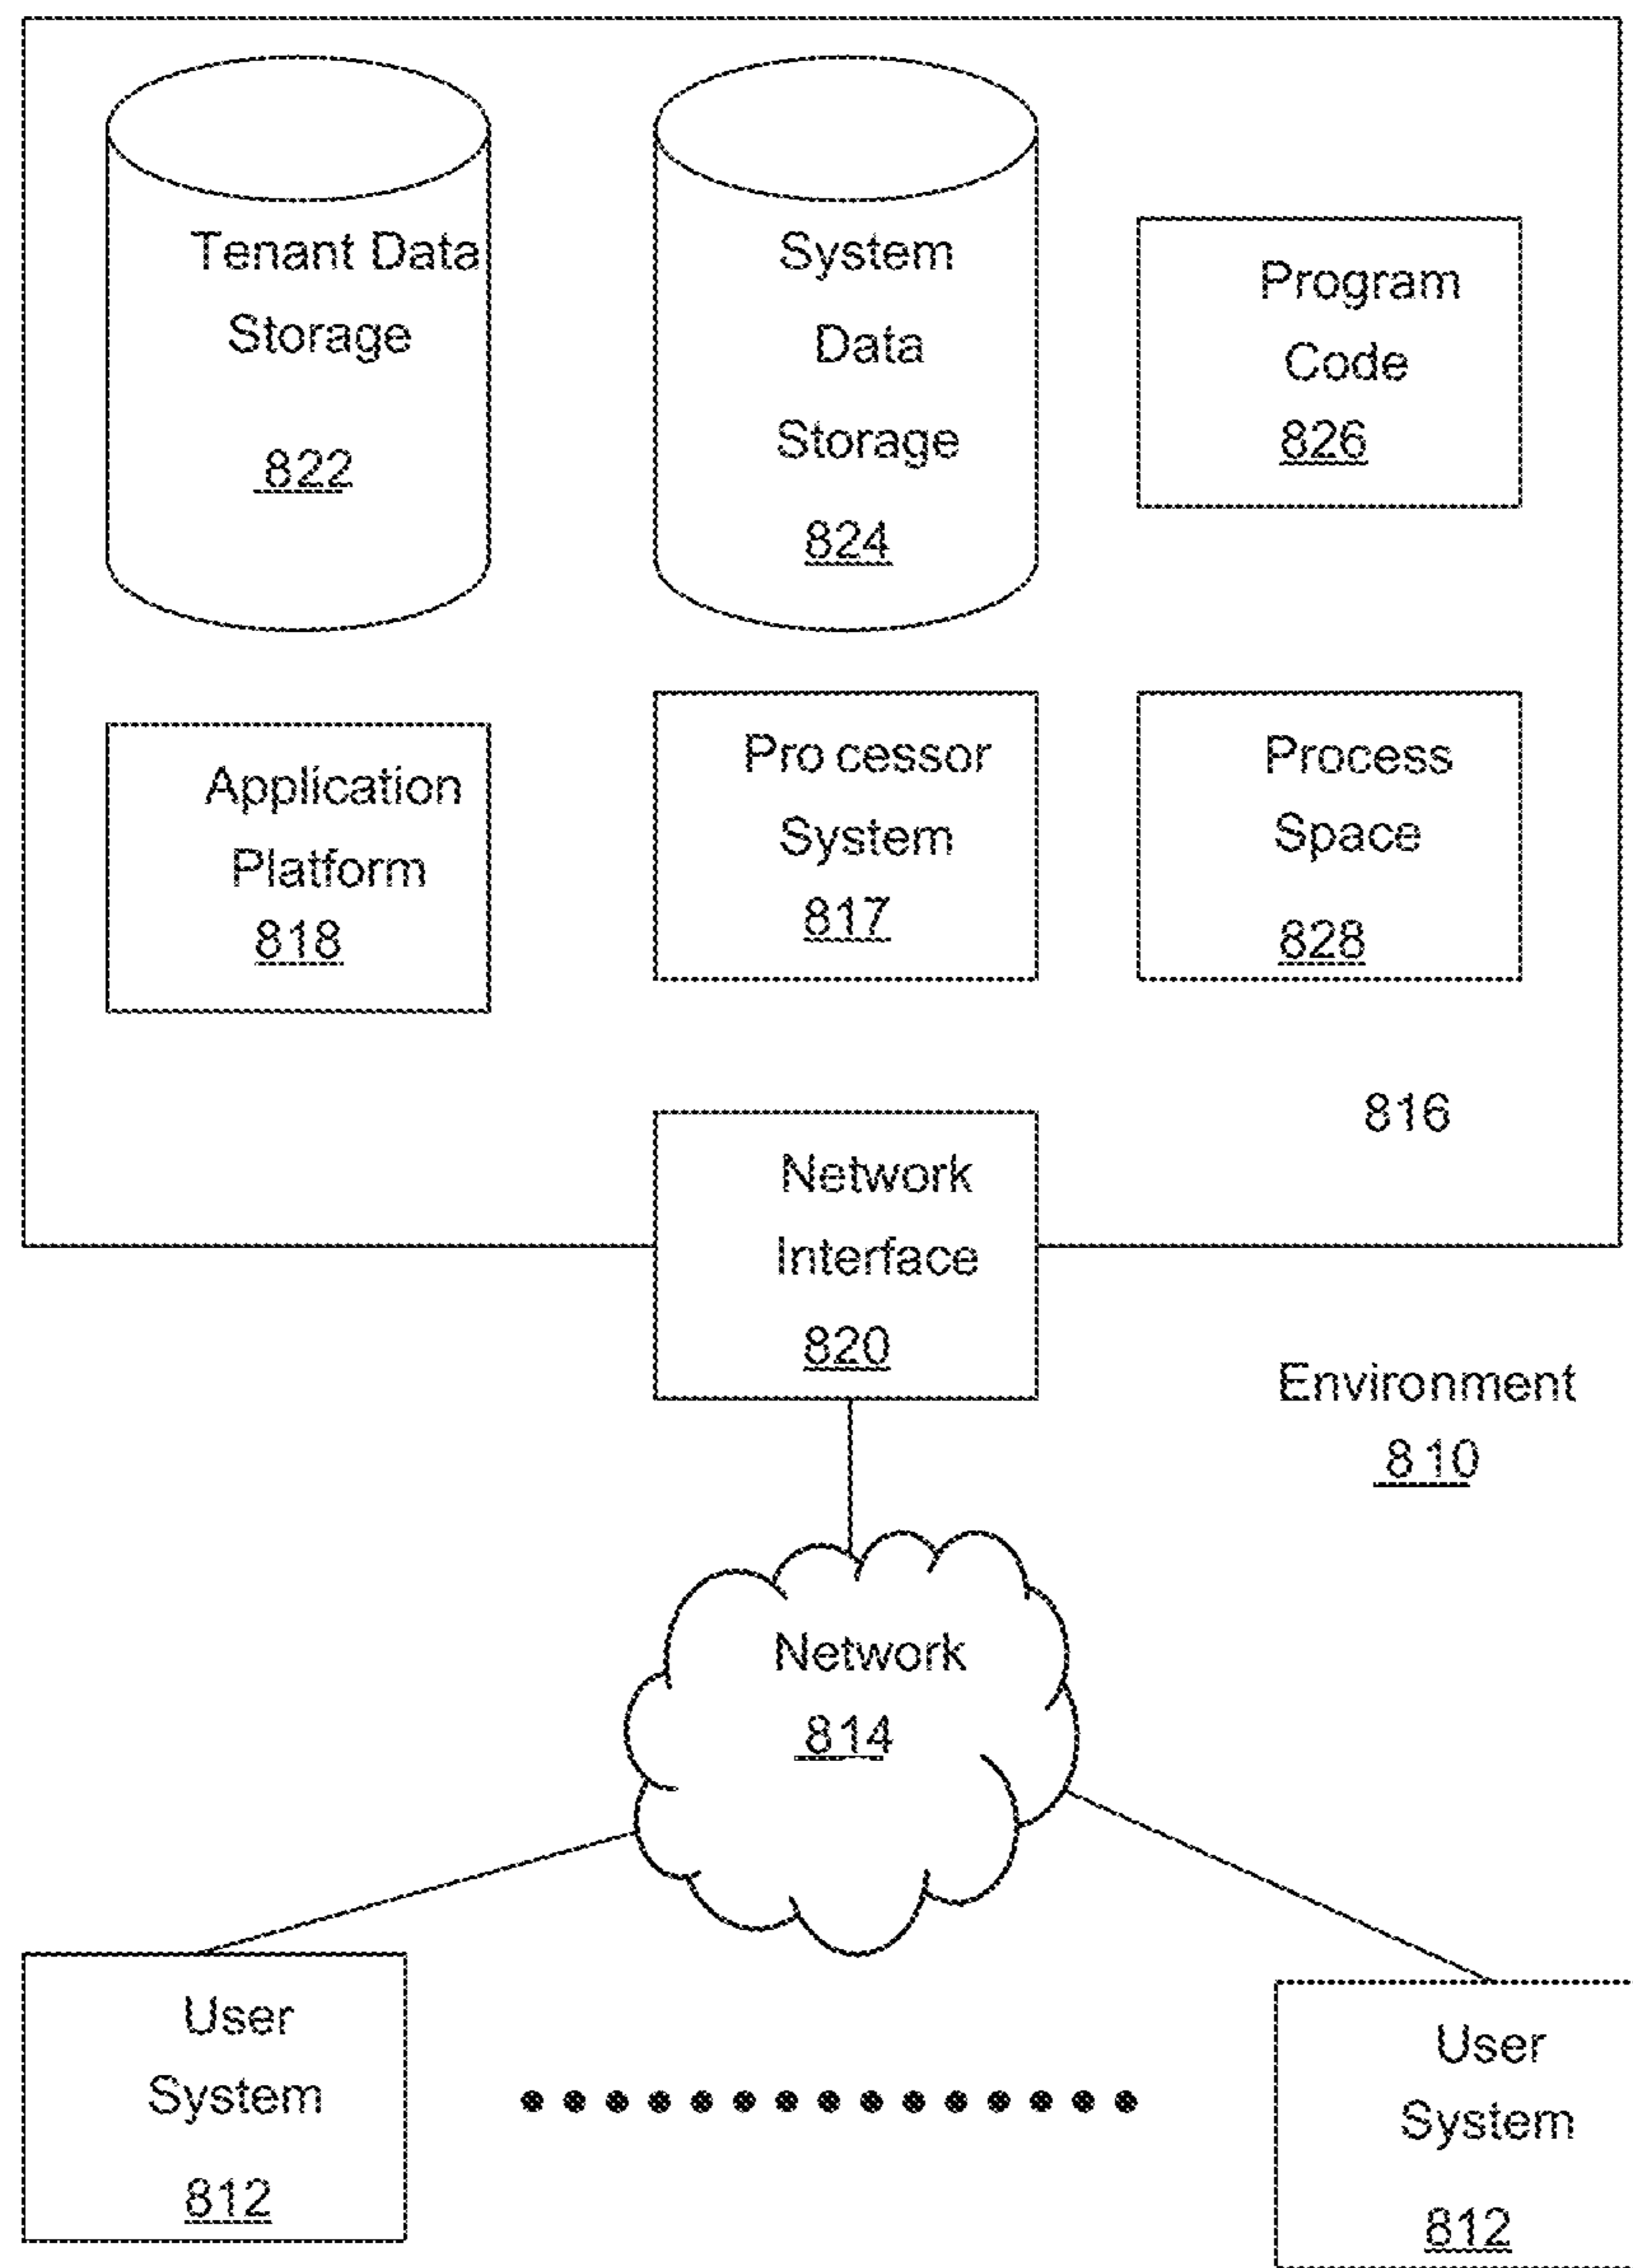 Tenant Data
Storage
822
System
Data
Storage
824
Program
Code
826
Application
Platform
818
Pro cessor
System
817
Process
Space
828
816
Network
Interface
820
Environment
8 10
Network
814
User
System
812
User
System
812